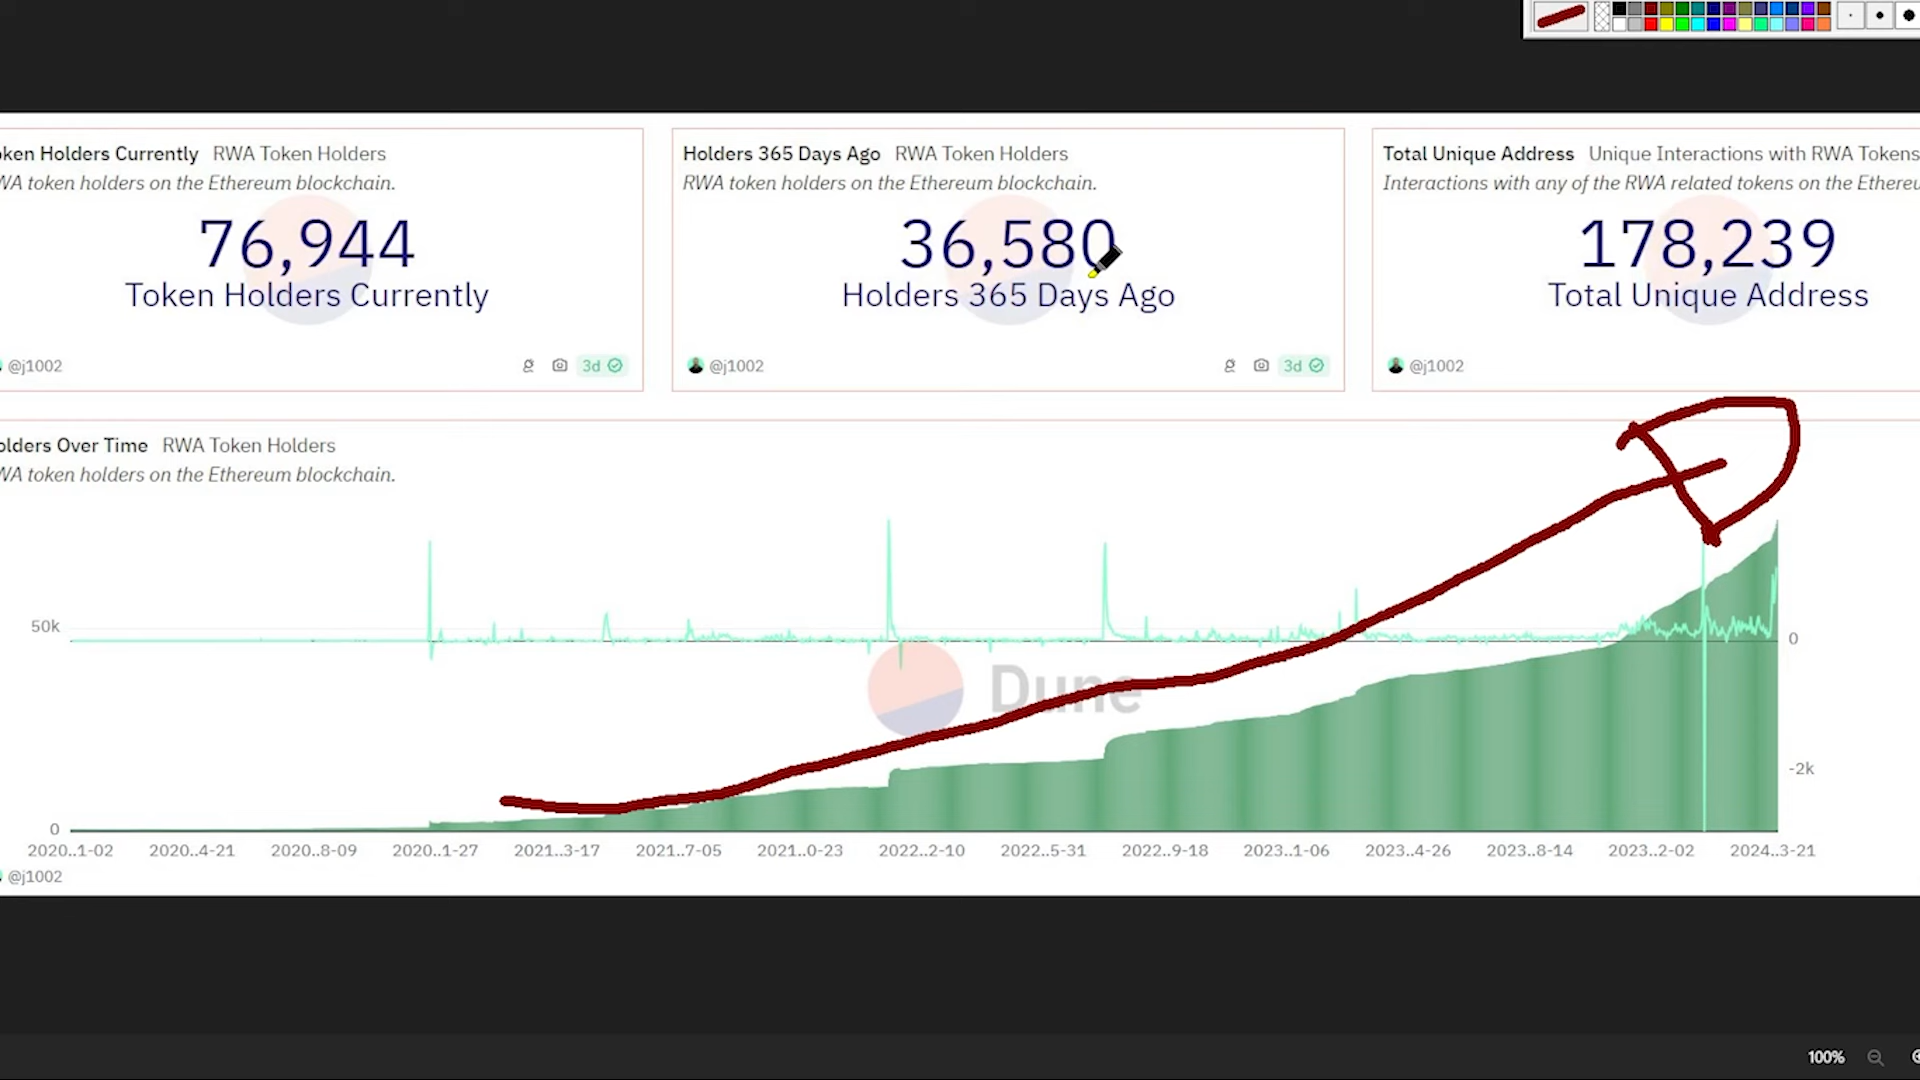 oken Holders Currently RWA Token Holders
WA token holders on the Ethereum blockchain.
76,944
Token Holders Currently
@j1002
3d
Holders 365 Days Ago RWA Token Holders
RWA token holders on the Ethereum blockchain.
36,580
Holders 365 Days Ago
@j1002
3d
Total Unique Address Unique Interactions with RWA Tokens
Interactions with any of the RWA related tokens on the Ethereu
178,239
Total Unique Address
@j1002
olders Over Time RWA Token Holders
WA token holders on the Ethereum blockchain.
50k
0
0
-2k
Dune
2020..1-02 2020..4-21 2020..8-09 2020..1-27 2021..3-17 2021..7-05 2021..0-23 2022..2-10 2022..5-31 2022..9-18 2023..1-06 2023..4-26 2023..8-14 2023..2-02 2024..3-21
@j1002
100%